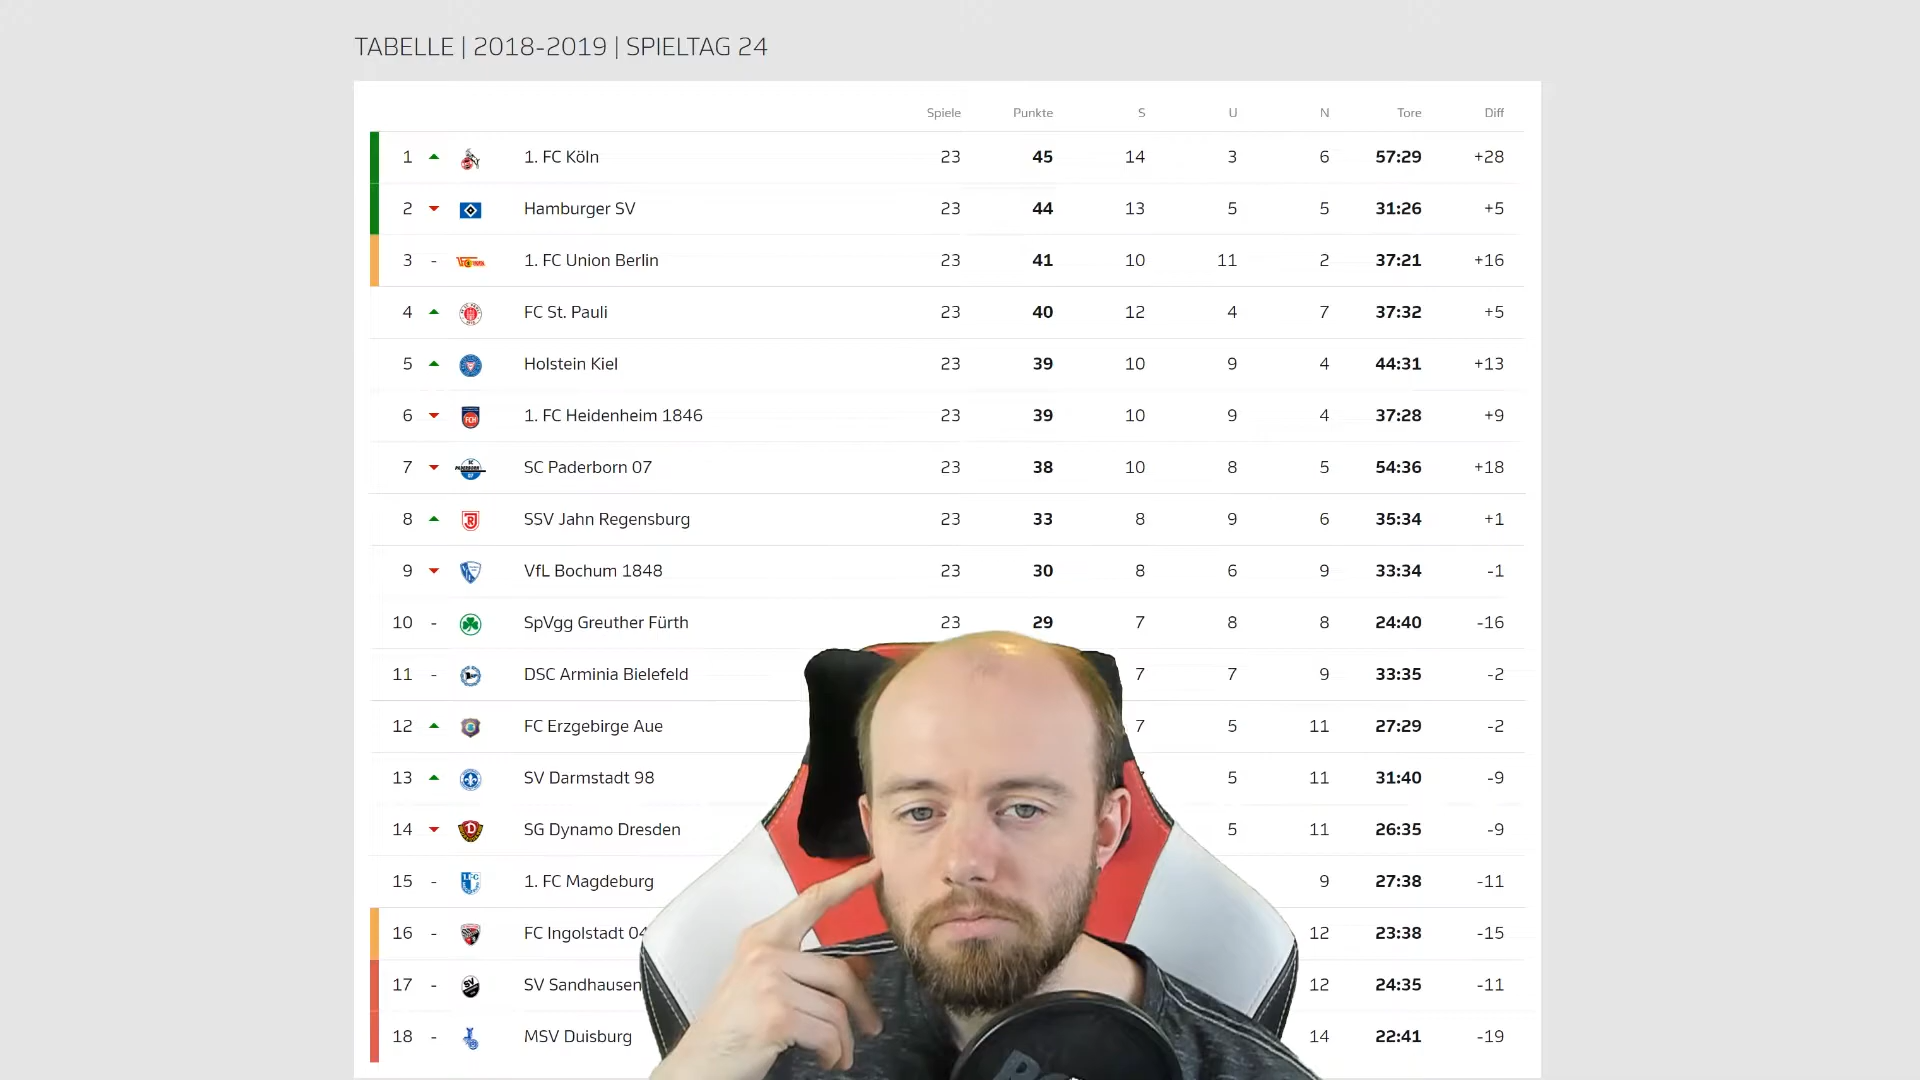 TABELLE | 2018-2019 | SPIELTAG 24
Spiele Punkte S U N Tore Diff
1 1. FC Köln 23 45 14 3 6 57:29 +28
2 Hamburger SV 23 44 13 5 5 31:26 +5
3 - 1. FC Union Berlin 23 41 10 11 2 37:21 +16
4 FC St. Pauli 23 40 12 4 7 37:32 +5
5 Holstein Kiel 23 39 10 9 4 44:31 +13
6 1. FC Heidenheim 1846 23 39 10 9 4 37:28 +9
7 SC Paderborn 07 23 38 10 8 5 54:36 +18
8 SSV Jahn Regensburg 23 33 8 9 6 35:34 +1
9 VfL Bochum 1848 23 30 8 6 9 33:34 -1
10 - SpVgg Greuther Fürth 23 29 7 8 8 24:40 -16
11 - DSC Arminia Bielefeld 7 7 9 33:35 -2
12 FC Erzgebirge Aue 7 5 11 27:29 -2
13 SV Darmstadt 98 5 11 31:40 -9
14 SG Dynamo Dresden 5 11 26:35 -9
15 - 1. FC Magdeburg 9 27:38 -11
16 - FC Ingolstadt 04 12 23:38 -15
17 - SV Sandhausen 12 24:35 -11
18 - MSV Duisburg 14 22:41 -19